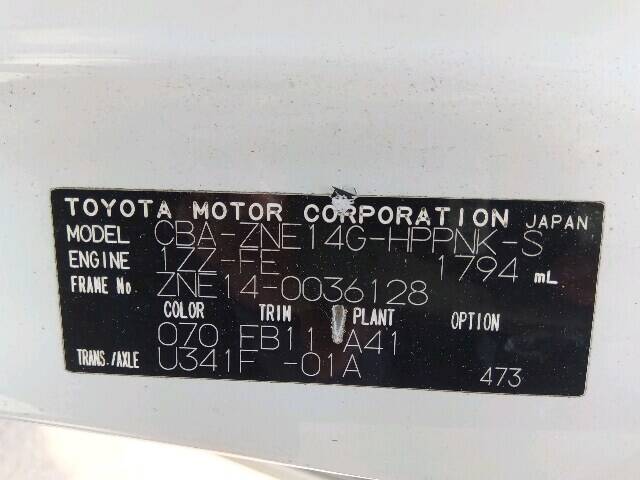 TOYOTA MOTOR CORPORATION JAPAN
MODEL CBA-ZNE14G-HPPNK-S
ENGINE 1ZZ-FE 1794 mL
FRAME No. ZNE14-0036128
COLOR TRIM PLANT OPTION
070 FB11 A41
TRANS./AXLE U341F -01A
473